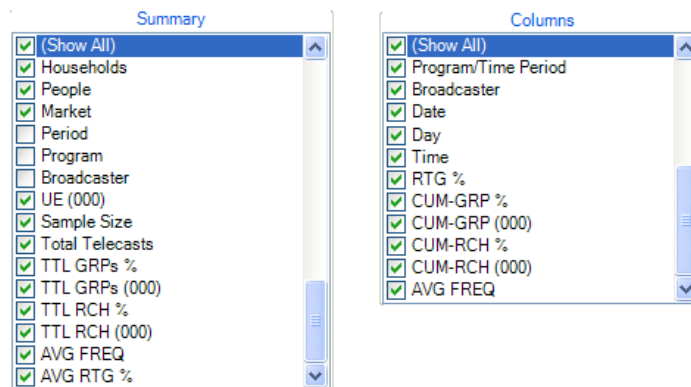 Summary
(Show All)
Households
People
Market
Period
Program
Broadcaster
UE (000)
Sample Size
Total Telecasts
TTL GRPs %
TTL GRPs (000)
TTL RCH %
TTL RCH (000)
AVG FREQ
AVG RTG %
Columns
(Show All)
Program/Time Period
Broadcaster
Date
Day
Time
RTG %
CUM-GRP %
CUM-GRP (000)
CUM-RCH %
CUM-RCH (000)
AVG FREQ